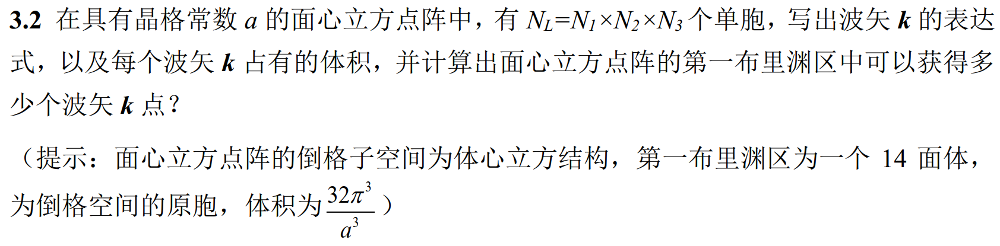 3.2 在具有晶格常数 a 的面心立方点阵中，有 N_L=N_1×N_2×N_3 个单胞，写出波矢 k 的表达
式，以及每个波矢 k 占有的体积，并计算出面心立方点阵的第一布里渊区中可以获得多
少个波矢 k 点？
（提示：面心立方点阵的倒格子空间为体心立方结构，第一布里渊区为一个 14 面体，
为倒格空间的原胞，体积为 \frac{32\pi^3}{a^3}）